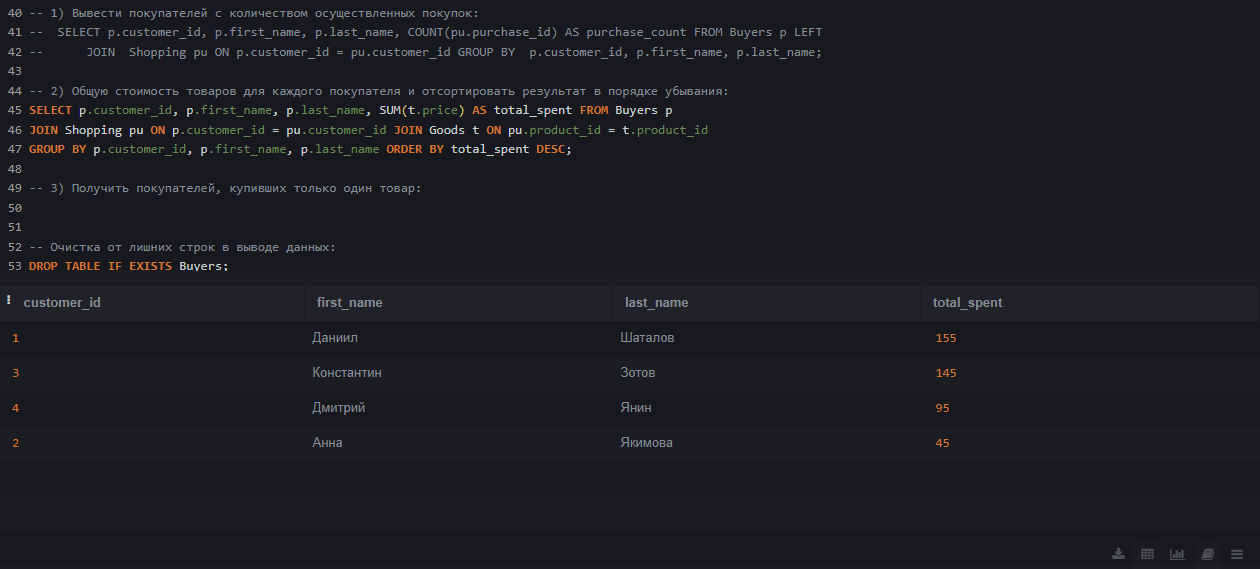 40 -- 1) Вывести покупателей с количеством осуществленных покупок:
41 --  SELECT p.customer_id, p.first_name, p.last_name, COUNT(pu.purchase_id) AS purchase_count FROM Buyers p LEFT
42 --      JOIN  Shopping pu ON p.customer_id = pu.customer_id GROUP BY  p.customer_id, p.first_name, p.last_name;
43
44 -- 2) Общую стоимость товаров для каждого покупателя и отсортировать результат в порядке убывания:
45 SELECT p.customer_id, p.first_name, p.last_name, SUM(t.price) AS total_spent FROM Buyers p
46 JOIN Shopping pu ON p.customer_id = pu.customer_id JOIN Goods t ON pu.product_id = t.product_id
47 GROUP BY p.customer_id, p.first_name, p.last_name ORDER BY total_spent DESC;
48
49 -- 3) Получить покупателей, купивших только один товар:
50
51
52 -- Очистка от лишних строк в выводе данных:
53 DROP TABLE IF EXISTS Buyers;
customer_id first_name last_name total_spent
1 Даниил Шаталов 155
3 Константин Зотов 145
4 Дмитрий Янин 95
2 Анна Якимова 45